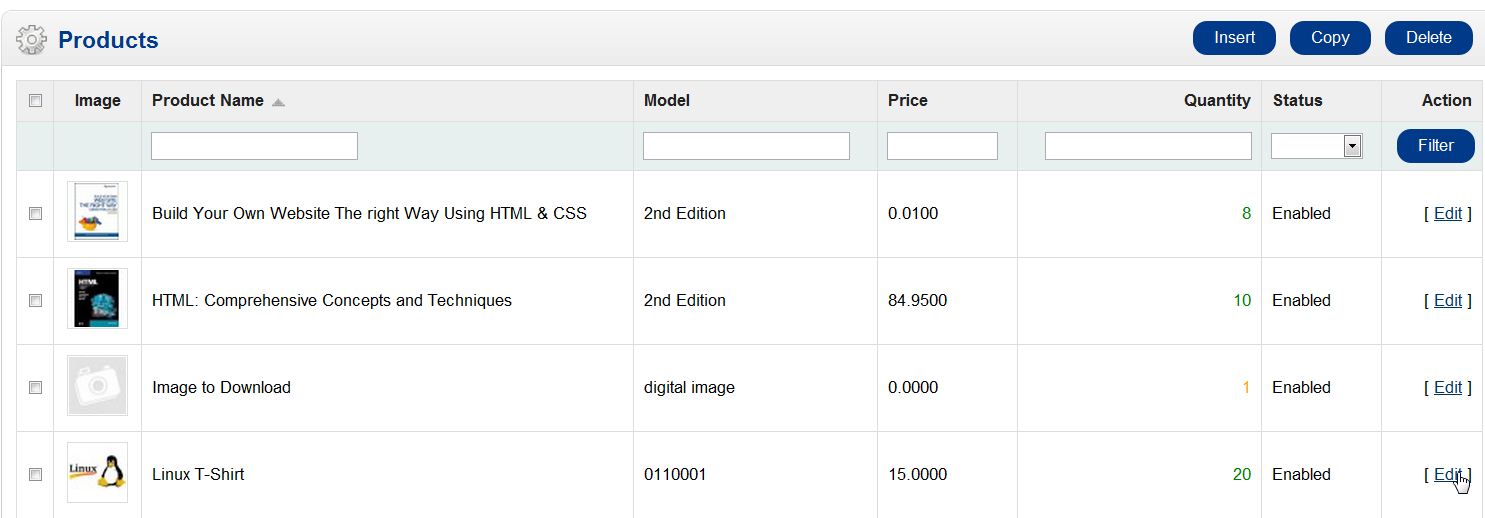 Products Insert Copy Delete
Image Product Name Model Price Quantity Status Action
Filter
Build Your Own Website The right Way Using HTML & CSS 2nd Edition 0.0100 8 Enabled [ Edit ]
HTML: Comprehensive Concepts and Techniques 2nd Edition 84.9500 10 Enabled [ Edit ]
Image to Download digital image 0.0000 1 Enabled [ Edit ]
Linux
Linux T-Shirt 0110001 15.0000 20 Enabled [ Edit ]